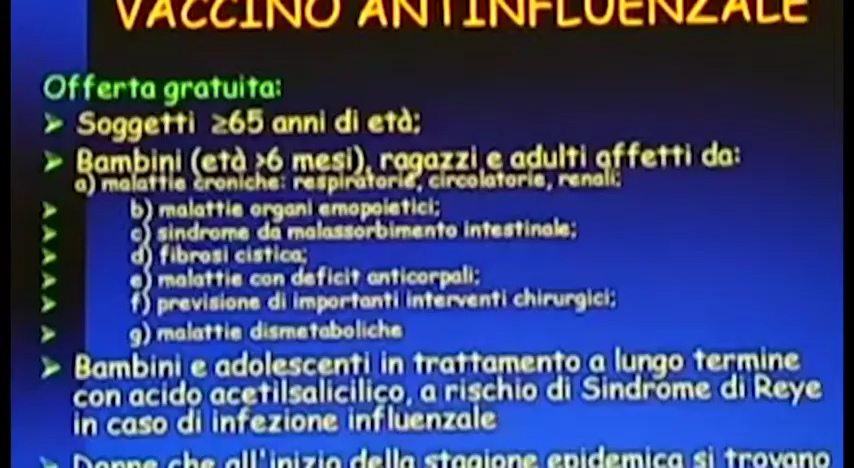 VACCINO ANTINFLUENZALE
Offerta gratuita:
➤ Soggetti ≥65 anni di età;
➤ Bambini (età >6 mesi), ragazzi e adulti affetti da:
a) malattie croniche: respiratorie, circolatorie, renali;
➤ b) malattie organi emopoietici;
➤ c) sindrome da malassorbimento intestinale;
➤ d) fibrosi cistica;
➤ e) malattie con deficit anticorpali;
➤ f) previsione di importanti interventi chirurgici;
➤ g) malattie dismetaboliche
➤ Bambini e adolescenti in trattamento a lungo termine
con acido acetilsalicilico, a rischio di Sindrome di Reye
in caso di infezione influenzale
➤ Donne che all'inizio della stagione epidemica si trovano